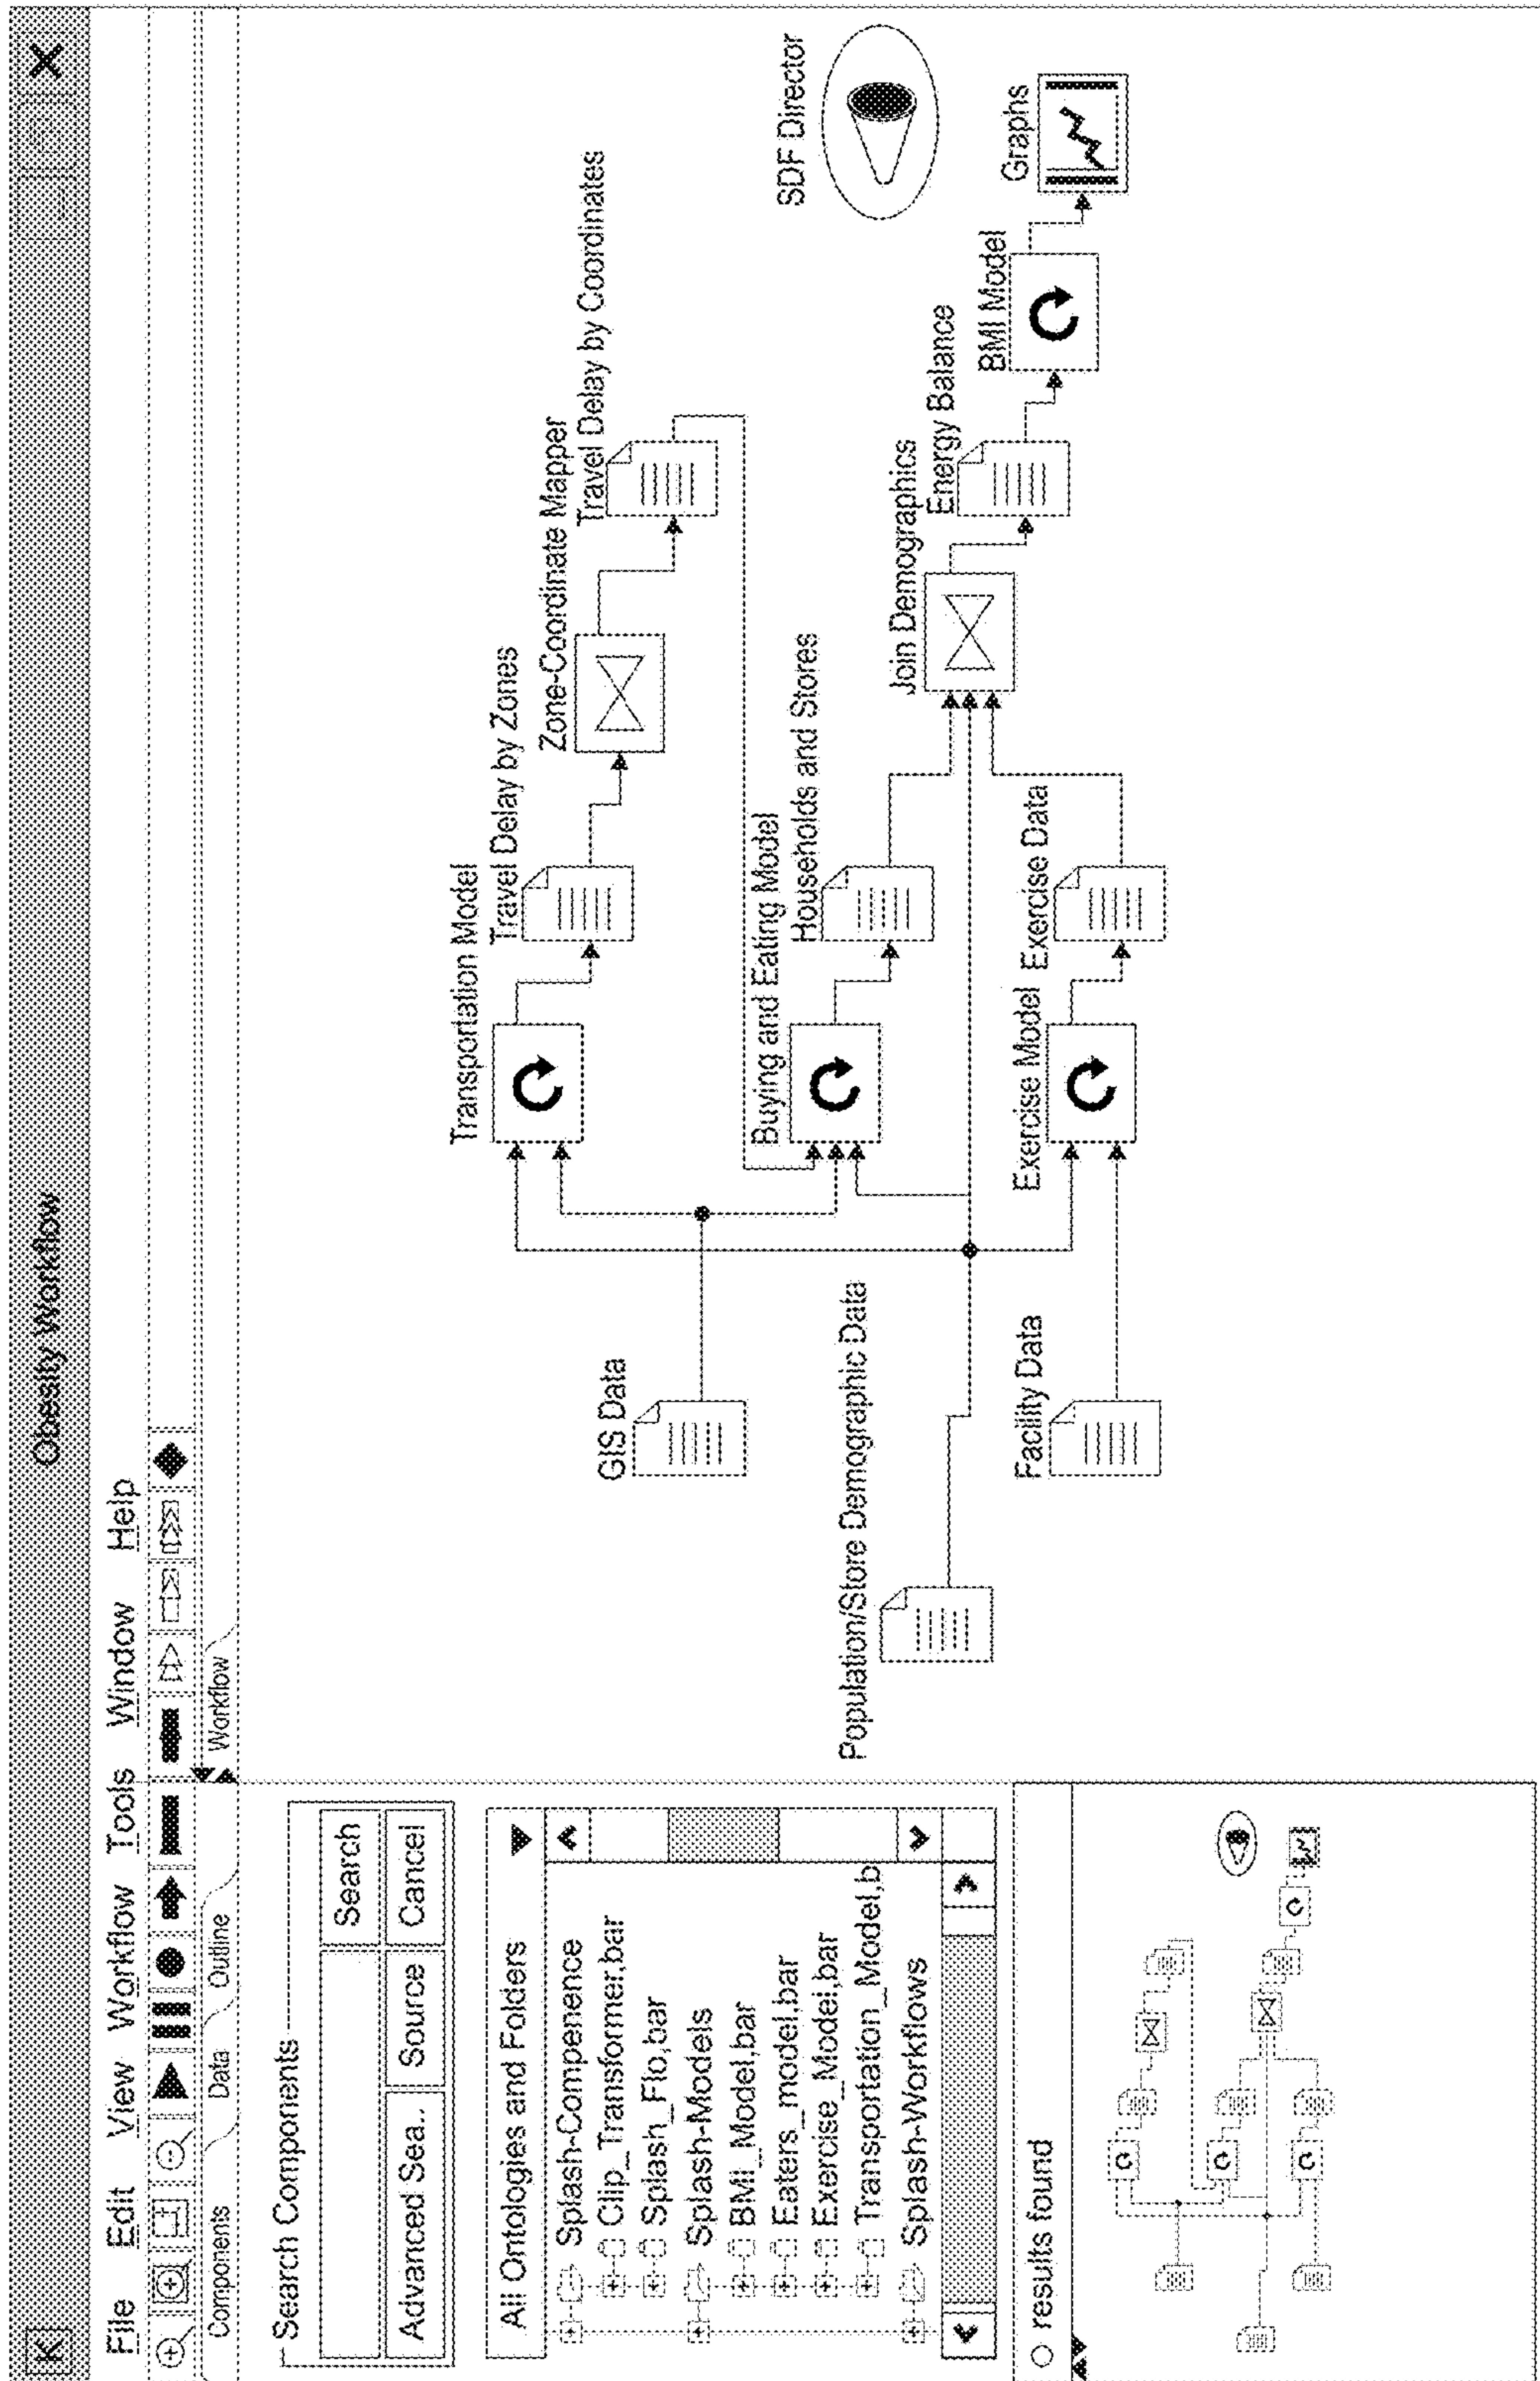 K
Obesity Workflow
X
File Edit View Workflow Tools Window Help
Components Data Outline
Workflow
Search Components
Search
Advanced Sea.. Source Cancel
All Ontologies and Folders
Splash-Compenence
Clip_Transformer,bar
Splash_Flo,bar
Splash-Models
BMI_Model,bar
Eaters_model,bar
Exercise_Model,bar
Transportation_Model,b
Splash-Workflows
results found
Transportation Model
Travel Delay by Zones
Zone-Coordinate Mapper
Travel Delay by Coordinates
GIS Data
Buying and Eating Model
Households and Stores
SDF Director
Population/Store Demographic Data
Join Demographics
Energy Balance
BMI Model
Graphs
Facility Data
Exercise Model
Exercise Data